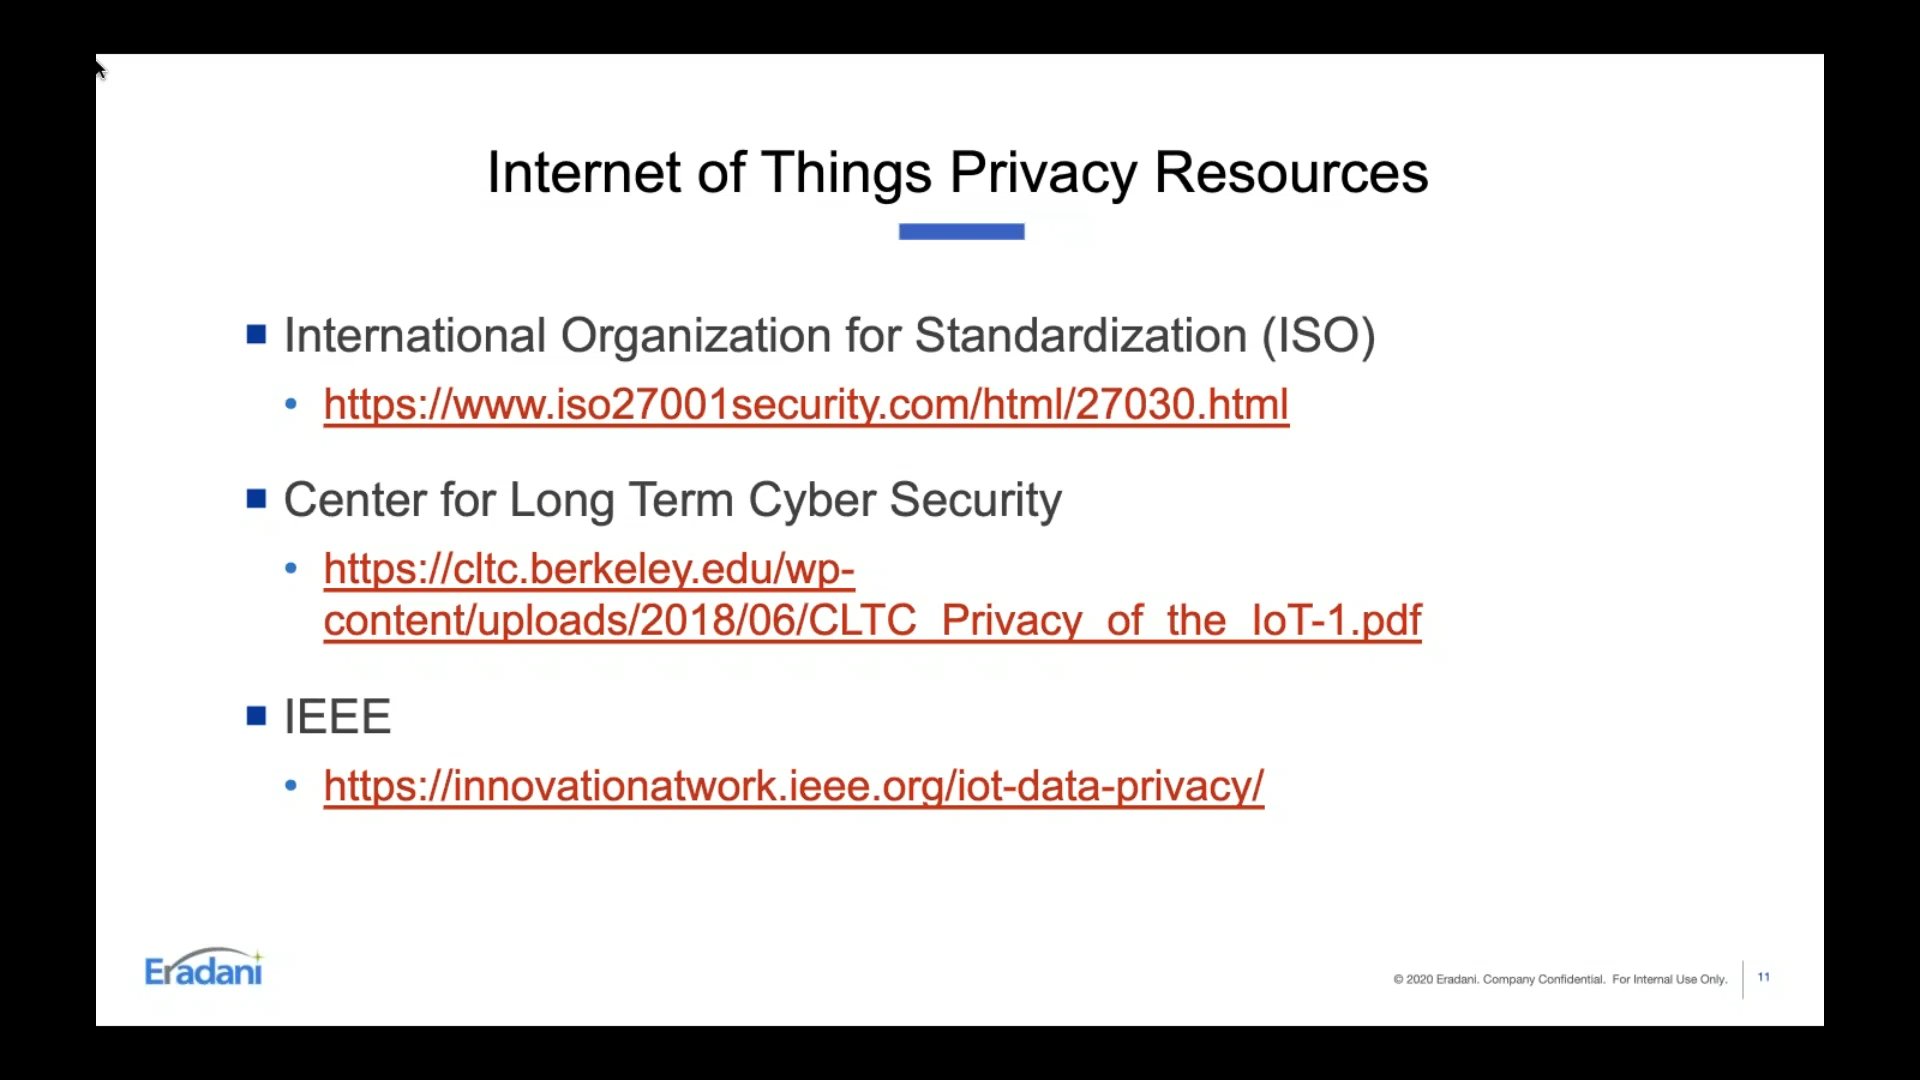 Internet of Things Privacy Resources
International Organization for Standardization (ISO)
https://www.iso27001security.com/html/27030.html
Center for Long Term Cyber Security
https://cltc.berkeley.edu/wp-
content/uploads/2018/06/CLTC_Privacy_of_the_IoT-1.pdf
IEEE
https://innovationatwork.ieee.org/iot-data-privacy/
Eradani
© 2020 Eradani. Company Confidential. For Internal Use Only.
11